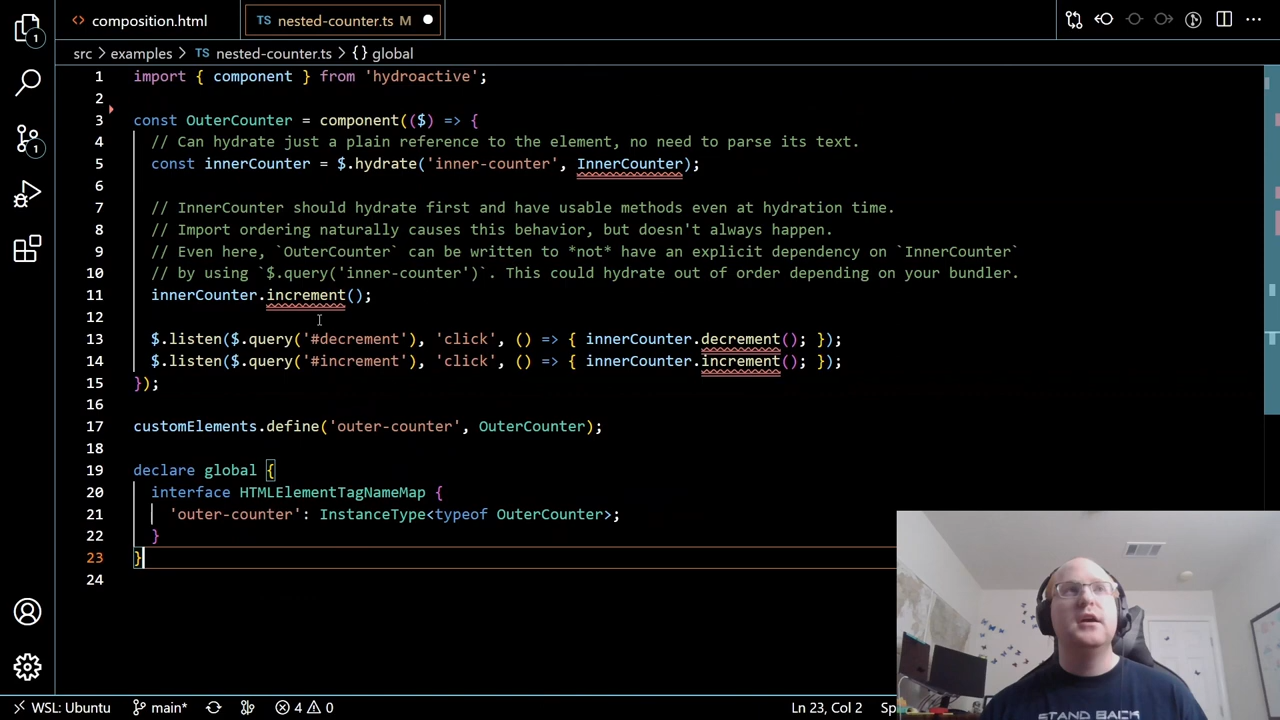 composition.html
TS nested-counter.ts M
src > examples > TS nested-counter.ts > {} global
1 import { component } from 'hydroactive';
2
3 const OuterCounter = component(($) => {
4 // Can hydrate just a plain reference to the element, no need to parse its text.
5 const innerCounter = $.hydrate('inner-counter', InnerCounter);
6
7 // InnerCounter should hydrate first and have usable methods even at hydration time.
8 // Import ordering naturally causes this behavior, but doesn't always happen.
9 // Even here, `OuterCounter` can be written to *not* have an explicit dependency on `InnerCounter`
10 // by using `$.query('inner-counter')`. This could hydrate out of order depending on your bundler.
11 innerCounter.increment();
12
13 $.listen($.query('#decrement'), 'click', () => { innerCounter.decrement(); });
14 $.listen($.query('#increment'), 'click', () => { innerCounter.increment(); });
15 });
16
17 customElements.define('outer-counter', OuterCounter);
18
19 declare global {
20 interface HTMLElementTagNameMap {
21 'outer-counter': InstanceType<typeof OuterCounter>;
22 }
23 }
24
1
1
STAND BACK
WSL: Ubuntu main* 4 0 Ln 23, Col 2